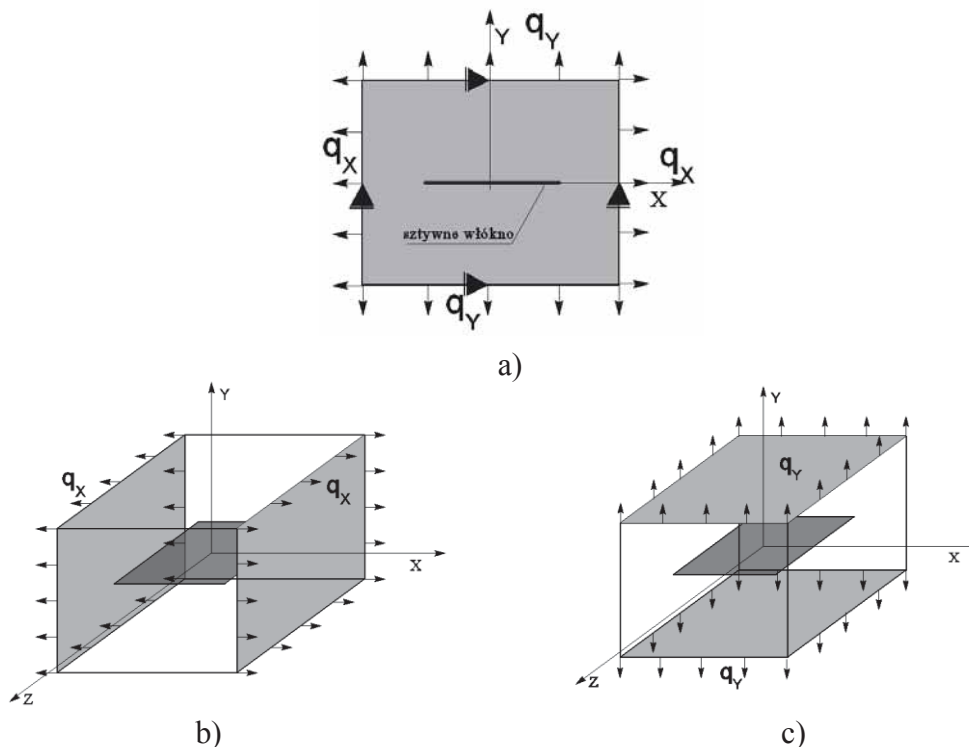 Y q_Y
q_X q_X
X
sztywne włókno
q_Y
a)
Y
q_X q_X
X
Z
b)
Y
q_Y
X
Z q_Y
c)